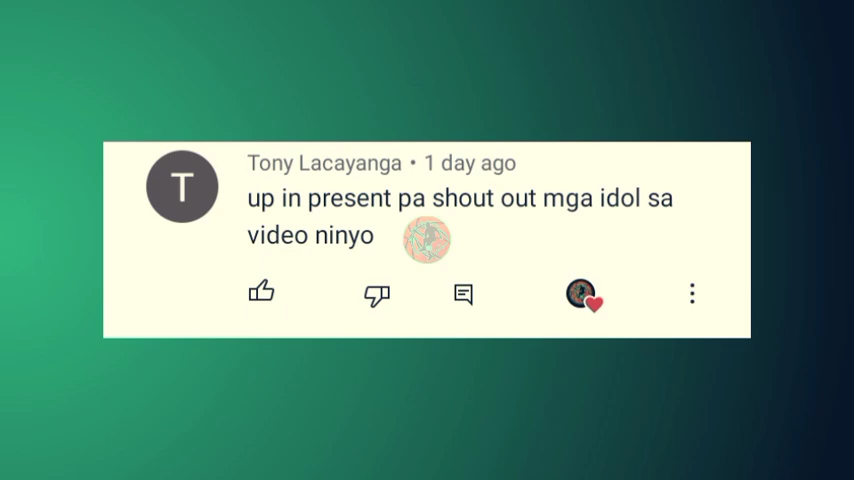 T
Tony Lacayanga • 1 day ago
up in present pa shout out mga idol sa
video ninyo